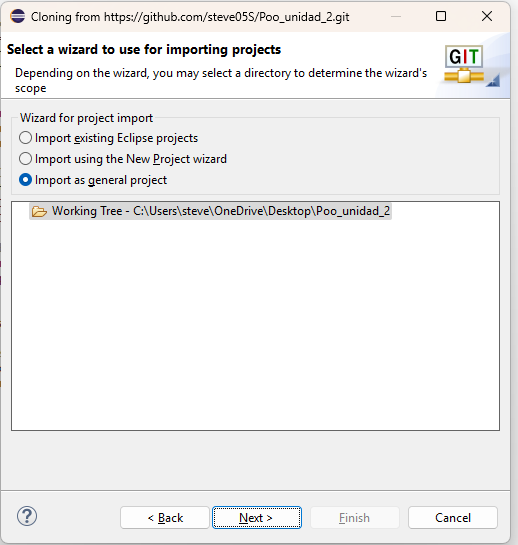 Cloning from https://github.com/steve05S/Poo_unidad_2.git
Select a wizard to use for importing projects
Depending on the wizard, you may select a directory to determine the wizard's
scope
GIT
Wizard for project import
Import existing Eclipse projects
Import using the New Project wizard
Import as general project
Working Tree - C:\Users\steve\OneDrive\Desktop\Poo_unidad_2
?
< Back
Next >
Finish
Cancel